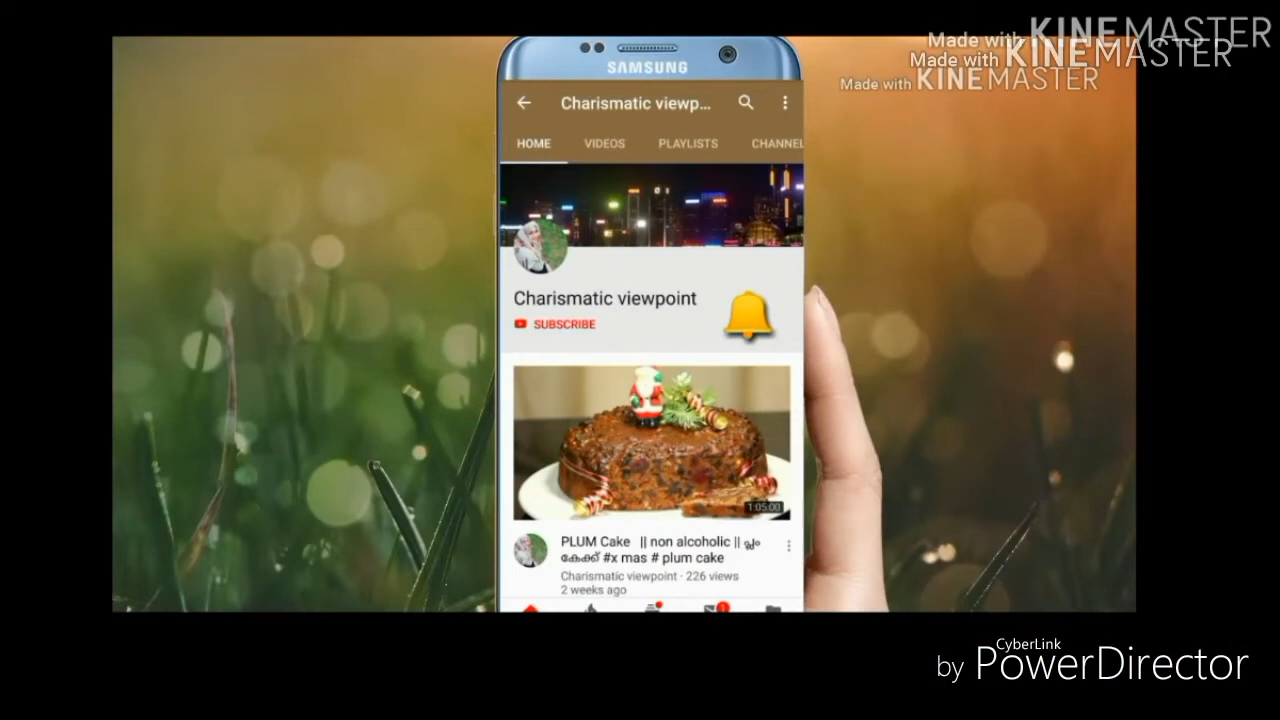 Made with KINEMASTER
Made with KINEMASTER
Made with KINEMASTER
SAMSUNG
Charismatic viewp...
HOME VIDEOS PLAYLISTS CHANNEL
Charismatic viewpoint
SUBSCRIBE
1:05:00
PLUM Cake || non alcoholic || പ്ലം
കേക്ക് #x mas # plum cake
Charismatic viewpoint · 226 views
2 weeks ago
1
CyberLink
by PowerDirector